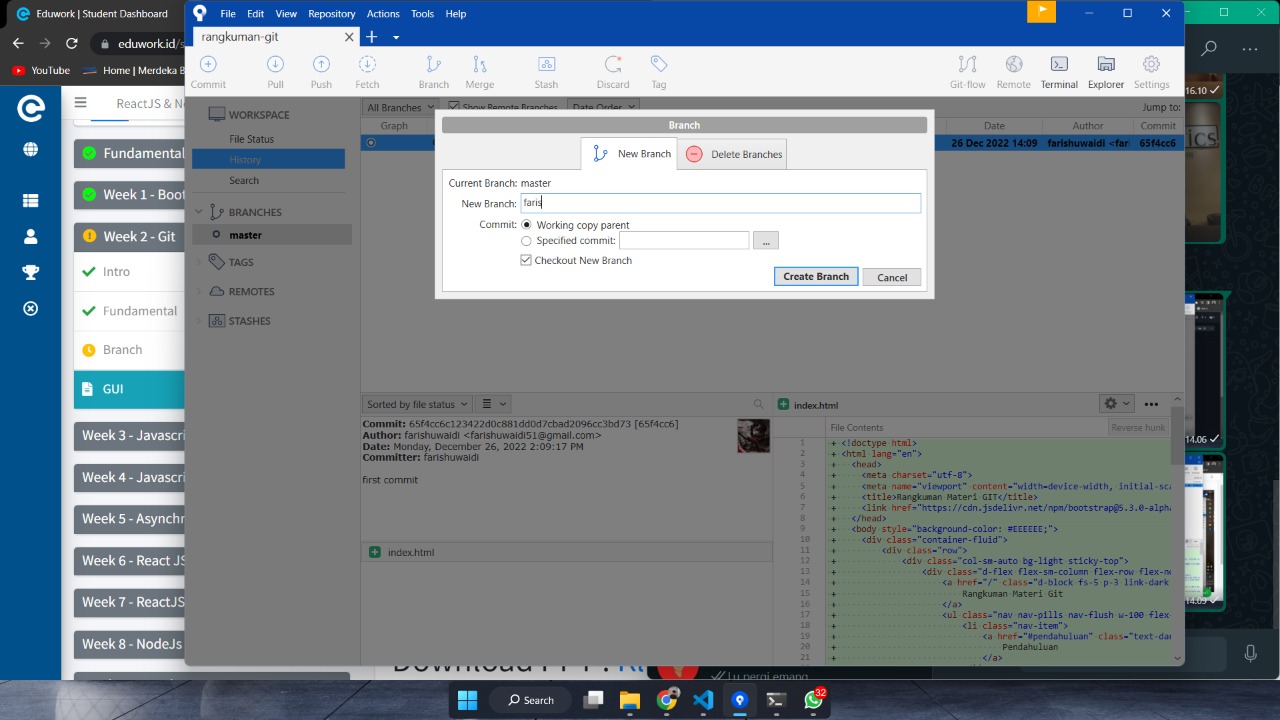 Eduwork | Student Dashboard
eduwork.id/s
YouTube
Home | Merdeka B
ReactJS & No
Fundamental
Week 1 - Boot
Week 2 - Git
Intro
Fundamental
Branch
GUI
Week 3 - Javascri
Week 4 - Javascri
Week 5 - Asynchr
Week 6 - React JS
Week 7 - ReactJS
Week 8 - NodeJs
File Edit View Repository Actions Tools Help
rangkuman-git
Commit Pull Push Fetch Branch Merge Stash Discard Tag Git-flow Remote Terminal Explorer Settings
WORKSPACE
File Status
History
Search
BRANCHES
master
TAGS
REMOTES
STASHES
All Branches Show Remote Branches Date Order Jump to:
Graph Date Author Commit
26 Dec 2022 14:09 farishuwaidi <fari 65f4cc6
Branch
New Branch Delete Branches
Current Branch: master
New Branch: faris
Commit: Working copy parent
Specified commit: ...
Checkout New Branch
Create Branch Cancel
Sorted by file status
Commit: 65f4cc6c123422d0c881dd0d7cbad2096cc3bd73 [65f4cc6]
Author: farishuwaidi <farishuwaidi51@gmail.com>
Date: Monday, December 26, 2022 2:09:17 PM
Committer: farishuwaidi
first commit
index.html
index.html
File Contents Reverse hunk
1 + <!doctype html>
2 + <html lang="en">
3 + <head>
4 + <meta charset="utf-8">
5 + <meta name="viewport" content="width=device-width, initial-sca
6 + <title>Rangkuman Materi GIT</title>
7 + <link href="https://cdn.jsdelivr.net/npm/bootstrap@5.3.0-alpha
8 + </head>
9 + <body style="background-color: #EEEEEE;">
10 + <div class="container-fluid">
11 + <div class="row">
12 + <div class="col-sm-auto bg-light sticky-top">
13 + <div class="d-flex flex-sm-column flex-row flex-no
14 + <a href="/" class="d-block fs-5 p-3 link-dark
15 + Rangkuman Materi Git
16 + </a>
17 + <ul class="nav nav-pills nav-flush w-100 flex-
18 + <li class="nav-item">
19 + <a href="#pendahuluan" class="text-dar
20 + Pendahuluan
21 + </a>
16.10
14.06
14.09
Lu pergi emang
Search
32